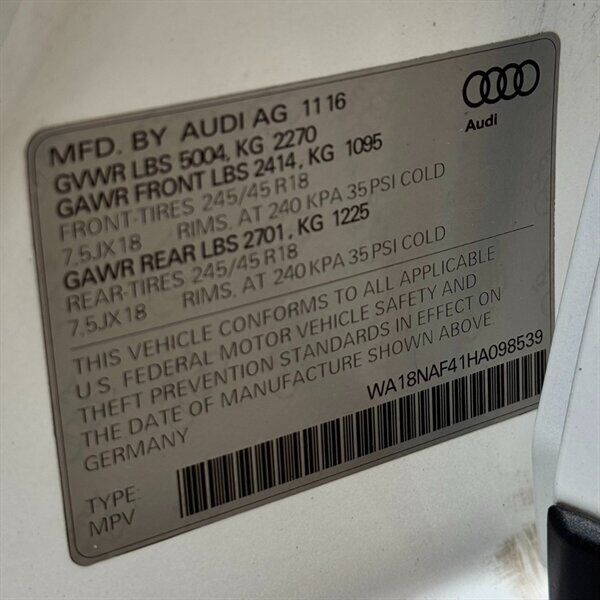 MFD. BY AUDI AG 11 16
Audi
GVWR LBS 5004, KG 2270
GAWR FRONT LBS 2414, KG 1095
FRONT-TIRES 245/45 R18
7.5JX18 RIMS. AT 240 KPA 35 PSI COLD
GAWR REAR LBS 2701, KG 1225
REAR-TIRES 245/45 R18
7.5JX18 RIMS. AT 240 KPA 35 PSI COLD
THIS VEHICLE CONFORMS TO ALL APPLICABLE
U.S. FEDERAL MOTOR VEHICLE SAFETY AND
THEFT PREVENTION STANDARDS IN EFFECT ON
THE DATE OF MANUFACTURE SHOWN ABOVE
GERMANY
WA18NAF41HA098539
TYPE:
MPV